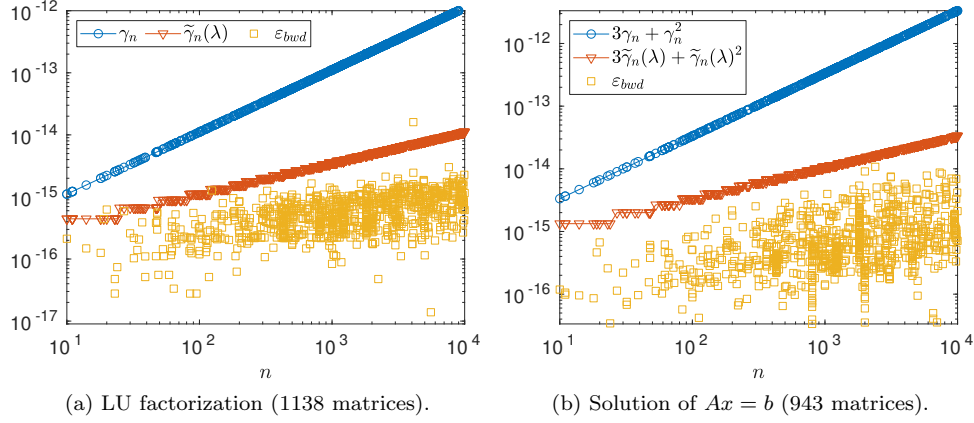 10^-12
10^-13
10^-14
10^-15
10^-16
10^-17
γ_n  γ̃_n(λ)  ε_bwd
10^1  10^2  10^3  10^4
n
(a) LU factorization (1138 matrices).
10^-12
10^-13
10^-14
10^-15
10^-16
3γ_n + γ_n^2
3γ̃_n(λ) + γ̃_n(λ)^2
ε_bwd
10^1  10^2  10^3  10^4
n
(b) Solution of Ax = b (943 matrices).